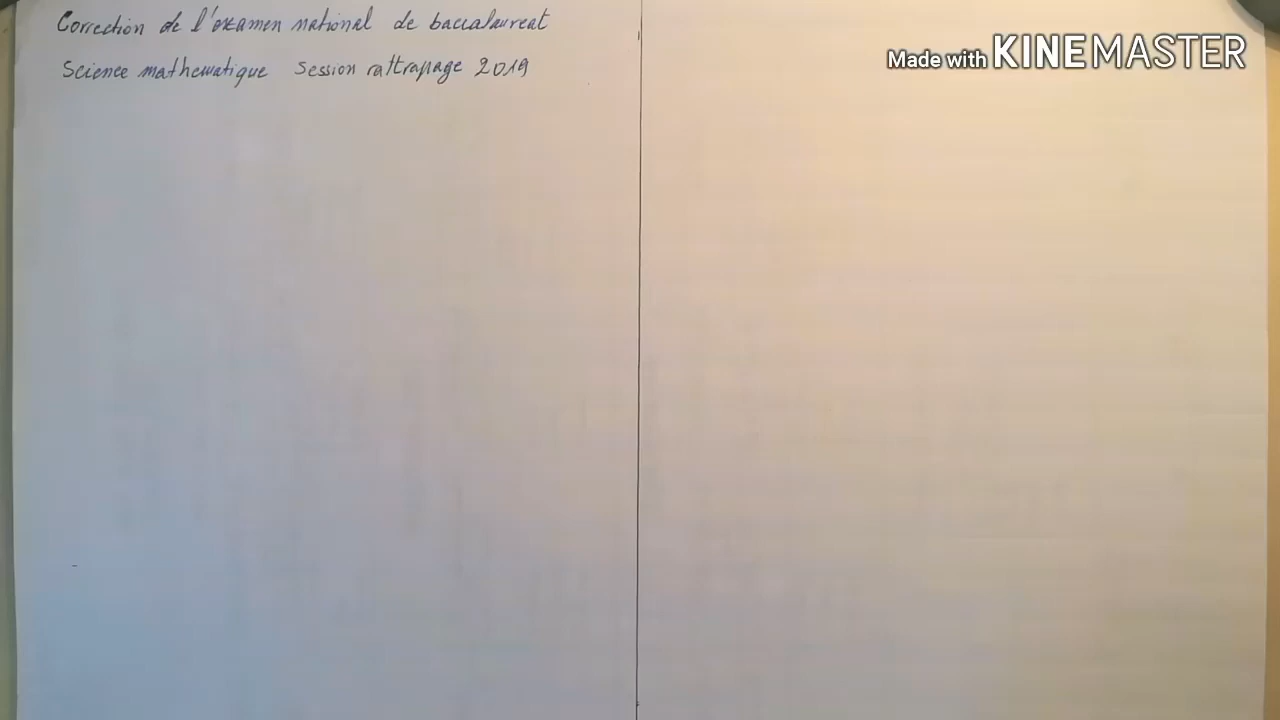 Correction de l'examen national de baccalaureat
Science mathematique Session rattrapage 2019
Made with KINEMASTER